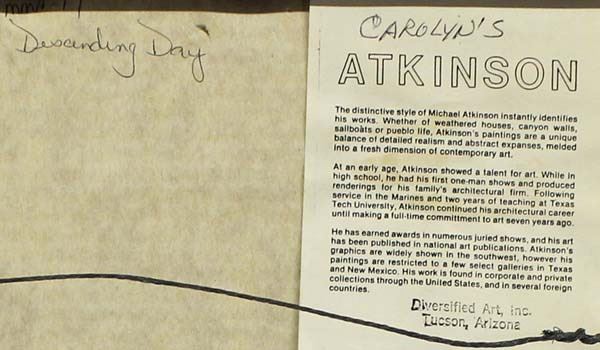 Descending Day
CAROLYN'S
ATKINSON
The distinctive style of Michael Atkinson instantly identifies
his works. Whether of weathered houses, canyon walls,
sailboats or pueblo life, Atkinson's paintings are a unique
balance of detailed realism and abstract expanses, melded
into a fresh dimension of contemporary art.
At an early age, Atkinson showed a talent for art. While in
high school, he had his first one-man shows and produced
renderings for his family's architectural firm. Following
service in the Marines and two years of teaching at Texas
Tech University, Atkinson continued his architectural career
until making a full-time committment to art seven years ago.
He has earned awards in numerous juried shows, and his art
has been published in national art publications. Atkinson's
graphics are widely shown in the southwest, however his
paintings are restricted to a few select galleries in Texas
and New Mexico. His work is found in corporate and private
collections through the United States, and in several foreign
countries.
Diversified Art, Inc.
Tucson, Arizona